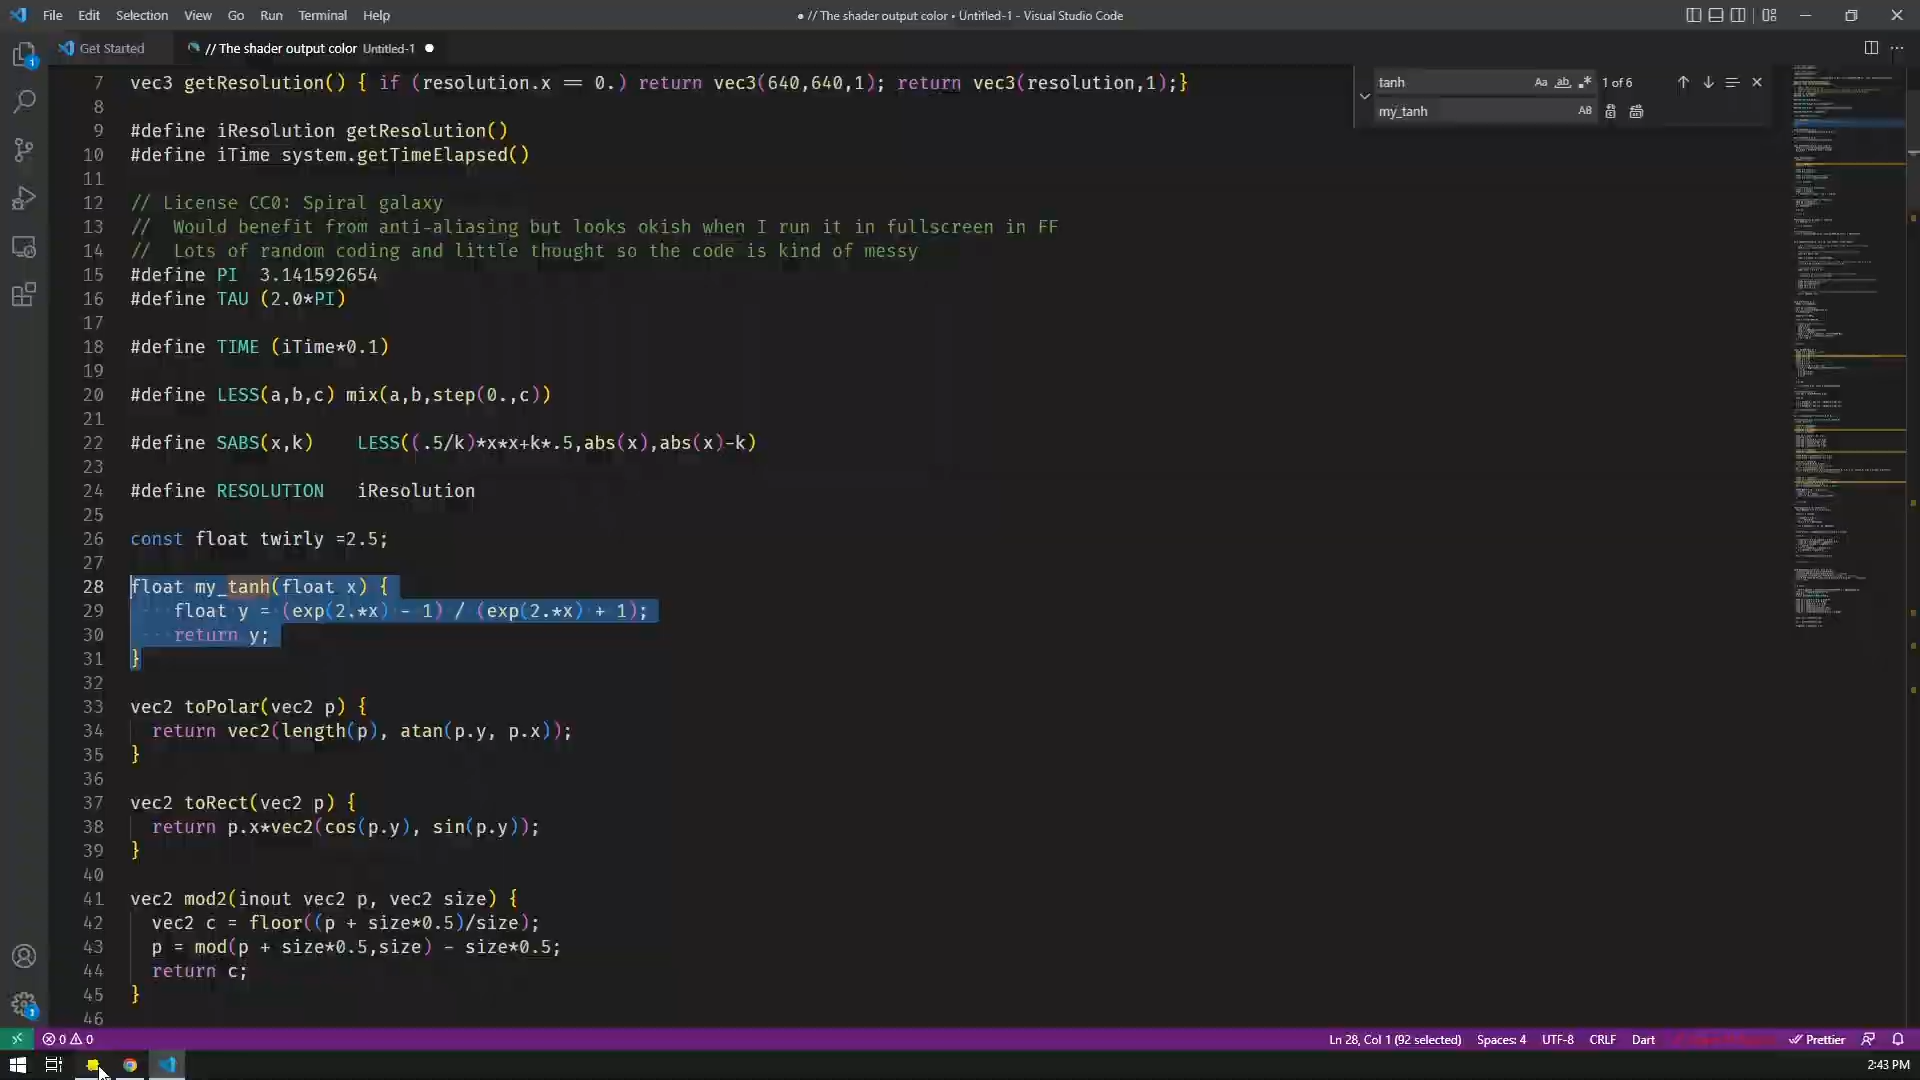 File Edit Selection View Go Run Terminal Help
● // The shader output color • Untitled-1 - Visual Studio Code
Get Started
// The shader output color Untitled-1
7 vec3 getResolution() { if (resolution.x == 0.) return vec3(640,640,1); return vec3(resolution,1);}
8
9 #define iResolution getResolution()
10 #define iTime system.getTimeElapsed()
11
12 // License CC0: Spiral galaxy
13 //  Would benefit from anti-aliasing but looks okish when I run it in fullscreen in FF
14 //  Lots of random coding and little thought so the code is kind of messy
15 #define PI  3.141592654
16 #define TAU (2.0*PI)
17
18 #define TIME (iTime*0.1)
19
20 #define LESS(a,b,c) mix(a,b,step(0.,c))
21
22 #define SABS(x,k)    LESS((.5/k)*x*x+k*.5,abs(x),abs(x)-k)
23
24 #define RESOLUTION   iResolution
25
26 const float twirly =2.5;
27
28 float my_tanh(float x) {
29 float y = (exp(2.*x) - 1) / (exp(2.*x) + 1);
30 return y;
31 }
32
33 vec2 toPolar(vec2 p) {
34 return vec2(length(p), atan(p.y, p.x));
35 }
36
37 vec2 toRect(vec2 p) {
38 return p.x*vec2(cos(p.y), sin(p.y));
39 }
40
41 vec2 mod2(inout vec2 p, vec2 size) {
42 vec2 c = floor((p + size*0.5)/size);
43 p = mod(p + size*0.5,size) - size*0.5;
44 return c;
45 }
46
tanh Aa ab .* 1 of 6
my_tanh AB
0 0
Ln 28, Col 1 (92 selected) Spaces: 4 UTF-8 CRLF Dart Prettier
2:43 PM